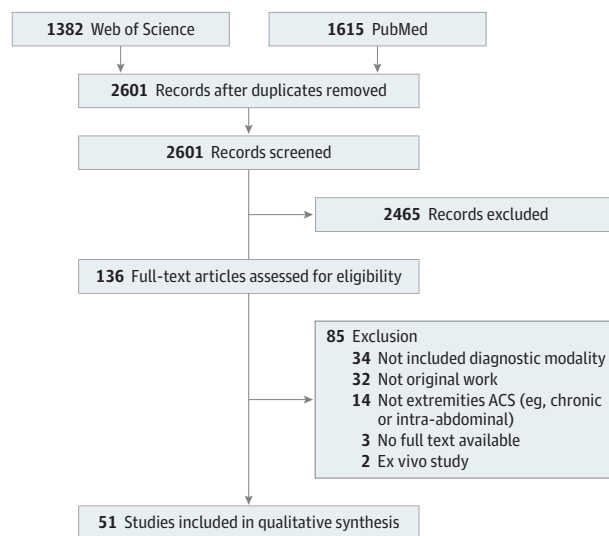 1382 Web of Science
1615 PubMed
2601 Records after duplicates removed
2601 Records screened
2465 Records excluded
136 Full-text articles assessed for eligibility
85 Exclusion
34 Not included diagnostic modality
32 Not original work
14 Not extremities ACS (eg, chronic
or intra-abdominal)
3 No full text available
2 Ex vivo study
51 Studies included in qualitative synthesis